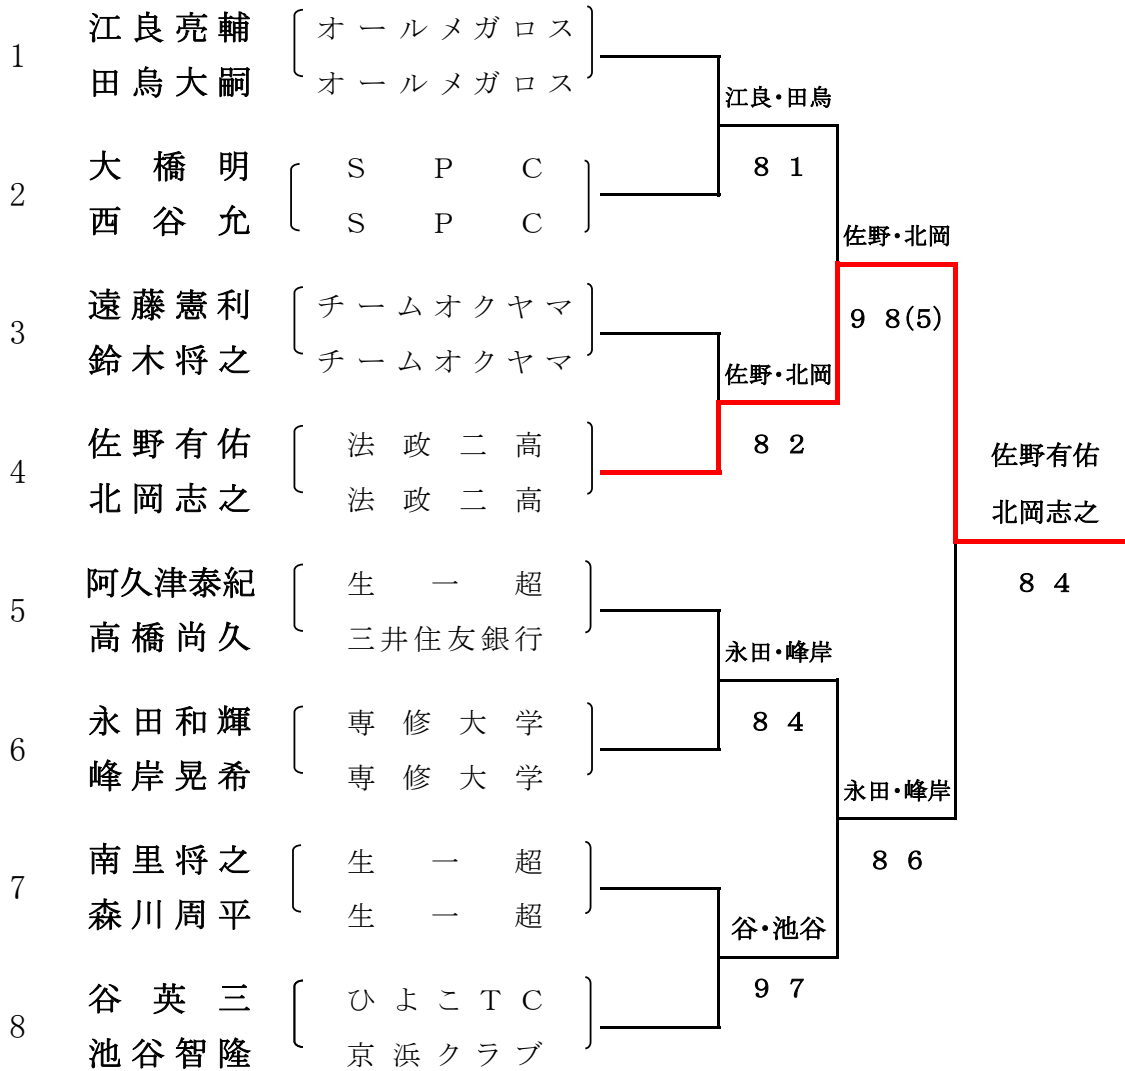 1
江良亮輔 オールメガロス
田烏大嗣 オールメガロス
江良・田烏
8 1
2
大橋明 SPC
西谷允 SPC
佐野・北岡
9 8(5)
3
遠藤憲利 チームオクヤマ
鈴木将之 チームオクヤマ
佐野・北岡
8 2
4
佐野有佑 法政二高
北岡志之 法政二高
佐野有佑
北岡志之
8 4
5
阿久津泰紀 生一超
高橋尚久 三井住友銀行
永田・峰岸
8 4
6
永田和輝 専修大学
峰岸晃希 専修大学
永田・峰岸
8 6
7
南里将之 生一超
森川周平 生一超
谷・池谷
9 7
8
谷英三 ひよこTC
池谷智隆 京浜クラブ